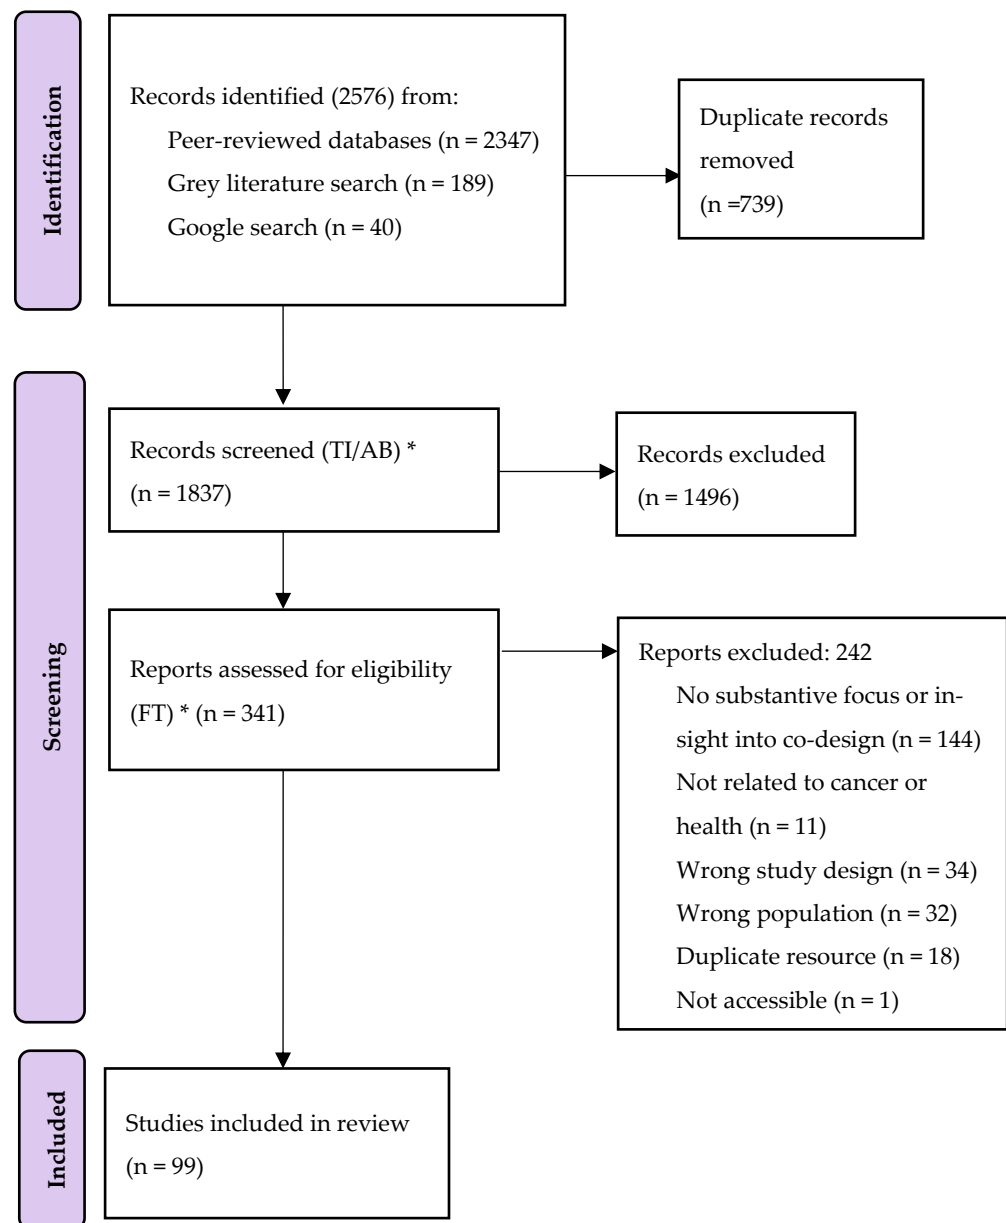 Identification
Records identified (2576) from:
Peer-reviewed databases (n = 2347)
Grey literature search (n = 189)
Google search (n = 40)
Duplicate records
removed
(n =739)
Screening
Records screened (TI/AB) *
(n = 1837)
Records excluded
(n = 1496)
Reports assessed for eligibility
(FT) * (n = 341)
Reports excluded: 242
No substantive focus or in-
sight into co-design (n = 144)
Not related to cancer or
health (n = 11)
Wrong study design (n = 34)
Wrong population (n = 32)
Duplicate resource (n = 18)
Not accessible (n = 1)
Included
Studies included in review
(n = 99)